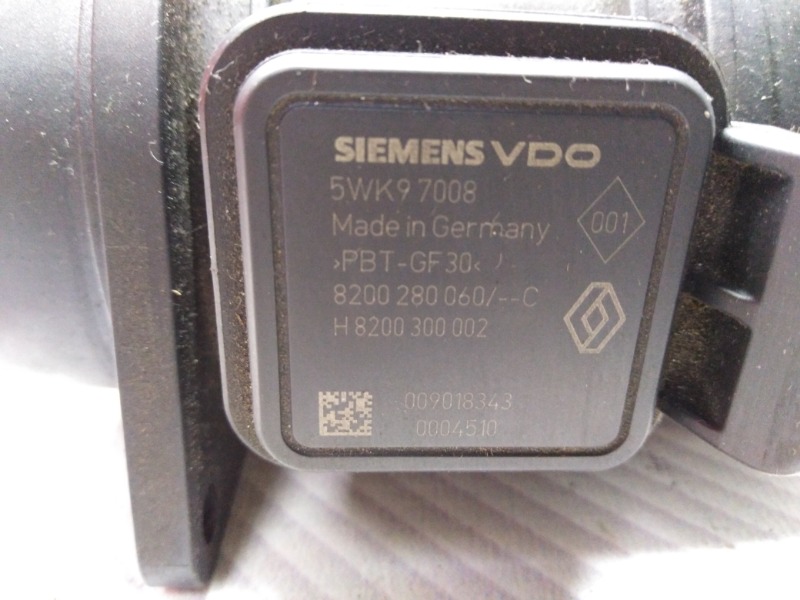 SIEMENS VDO
5WK9 7008
Made in Germany
001
›PBT-GF30‹
8200 280 060/--C
H 8200 300 002
009018343
0004510